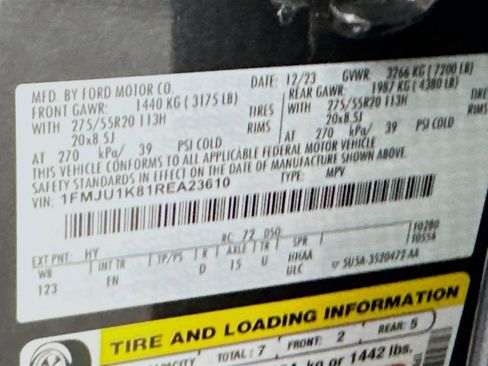 MFD. BY FORD MOTOR CO. DATE: 12/23 GVWR: 3266 KG (7200 LB)
FRONT GAWR: 1440 KG (3175 LB) REAR GAWR: 1987 KG (4380 LB)
WITH 275/55R20 113H TIRES WITH 275/55R20 113H TIRE
20x8.5J RIMS 20x8.5J RIMS
AT 270 kPa/ 39 PSI COLD AT 270 kPa/ 39 PSI COLD
THIS VEHICLE CONFORMS TO ALL APPLICABLE FEDERAL MOTOR VEHICLE
SAFETY STANDARDS IN EFFECT ON THE DATE OF MANUFACTURE SHOWN ABOVE.
VIN: 1FMJU1K81REA23610 TYPE: MPV
EXT PNT: HY RC: 72 DSO: 
WB INT TR TP/PS R AXLE TR SPR
123 EN D 15 U HHAA
ULC 5U5A-3520472 AA
TIRE AND LOADING INFORMATION
TOTAL: 7 FRONT: 2 REAR: 5
kg or 1442 lbs.